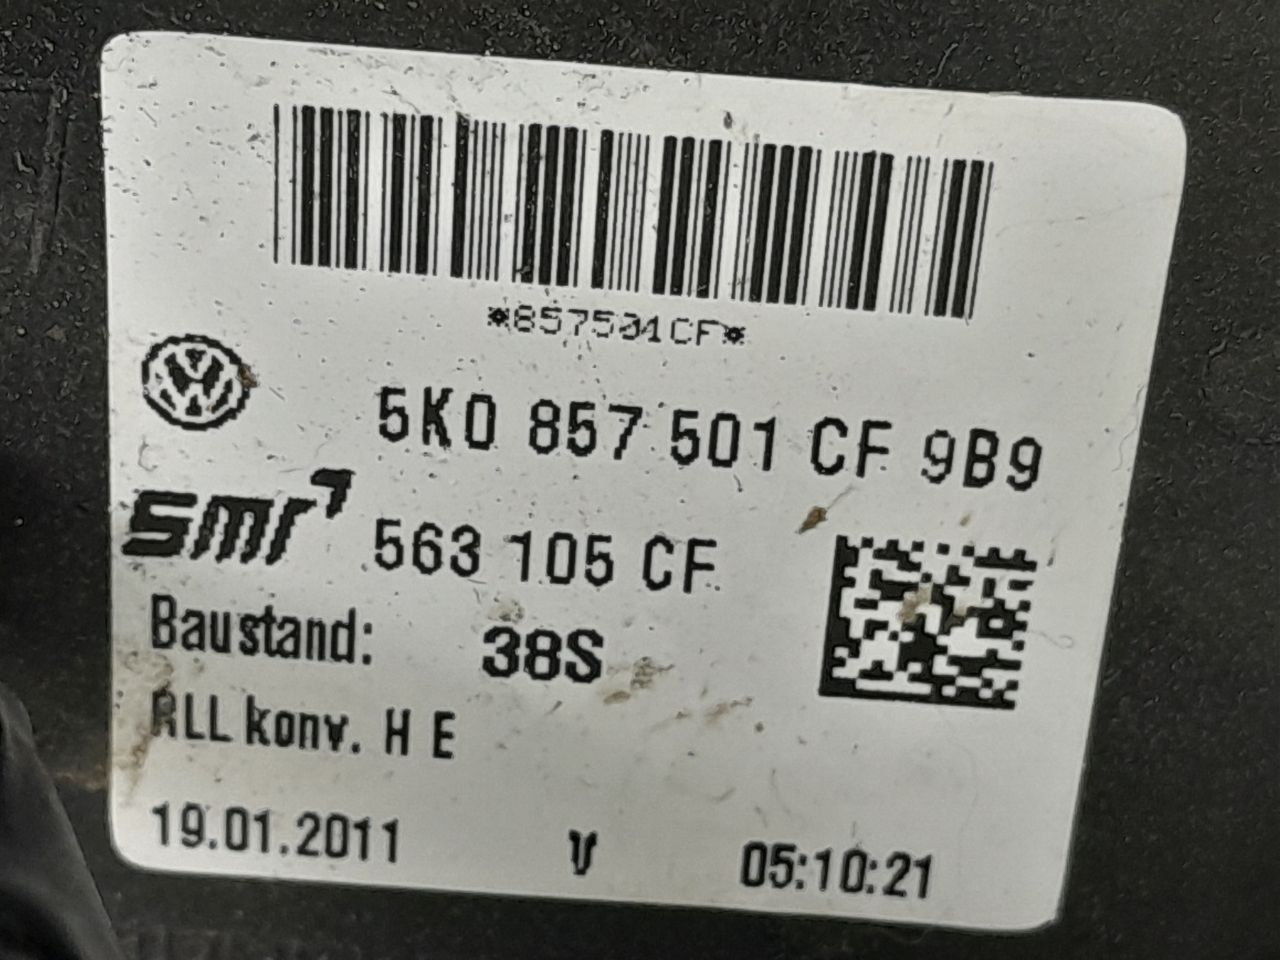 *857501CF*
5K0 857 501 CF 9B9
smr 563 105 CF
Baustand: 38S
ALL konv. H E
19.01.2011 V 05:10:21